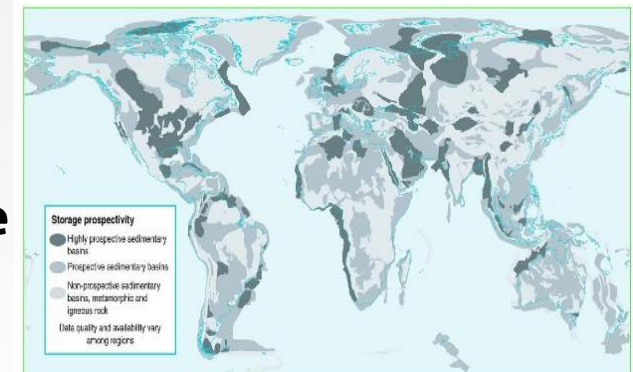 e
Storage prospectivity
Highly prospective sedimentary
basins
Prospective sedimentary basins
Non-prospective sedimentary
basins, metamorphic and
igneous rock
Data quality and availability vary
among regions